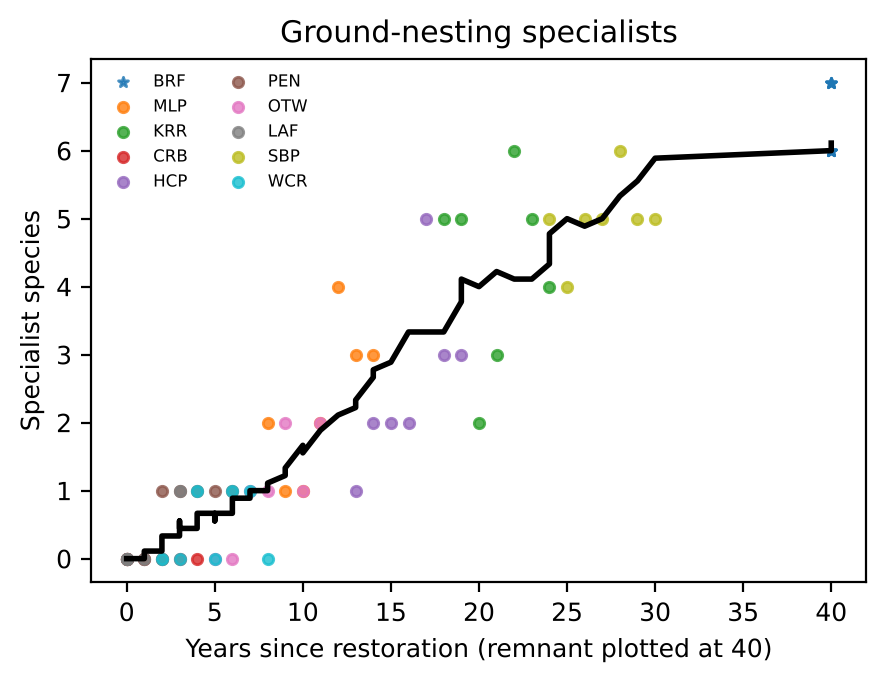 Ground-nesting specialists
Specialist species
7
6
5
4
3
2
1
0
BRF
MLP
KRR
CRB
HCP
PEN
OTW
LAF
SBP
WCR
0 5 10 15 20 25 30 35 40
Years since restoration (remnant plotted at 40)